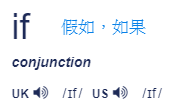 if 假如，如果
conjunction
UK /ɪf/ US /ɪf/